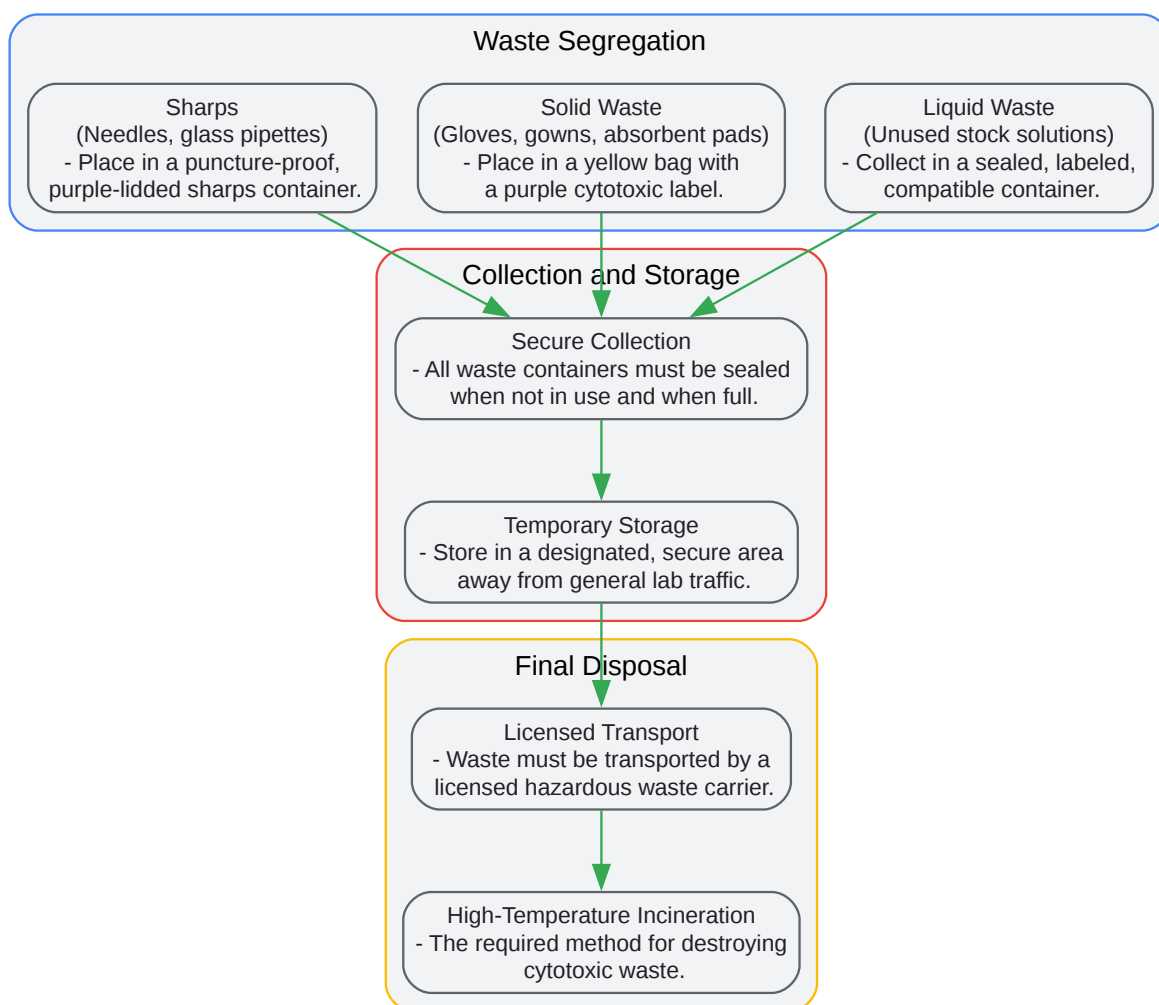 Waste Segregation
Sharps
(Needles, glass pipettes)
- Place in a puncture-proof,
purple-lidded sharps container.
Solid Waste
(Gloves, gowns, absorbent pads)
- Place in a yellow bag with
a purple cytotoxic label.
Liquid Waste
(Unused stock solutions)
- Collect in a sealed, labeled,
compatible container.
Collection and Storage
Secure Collection
- All waste containers must be sealed
when not in use and when full.
Temporary Storage
- Store in a designated, secure area
away from general lab traffic.
Final Disposal
Licensed Transport
- Waste must be transported by a
licensed hazardous waste carrier.
High-Temperature Incineration
- The required method for destroying
cytotoxic waste.